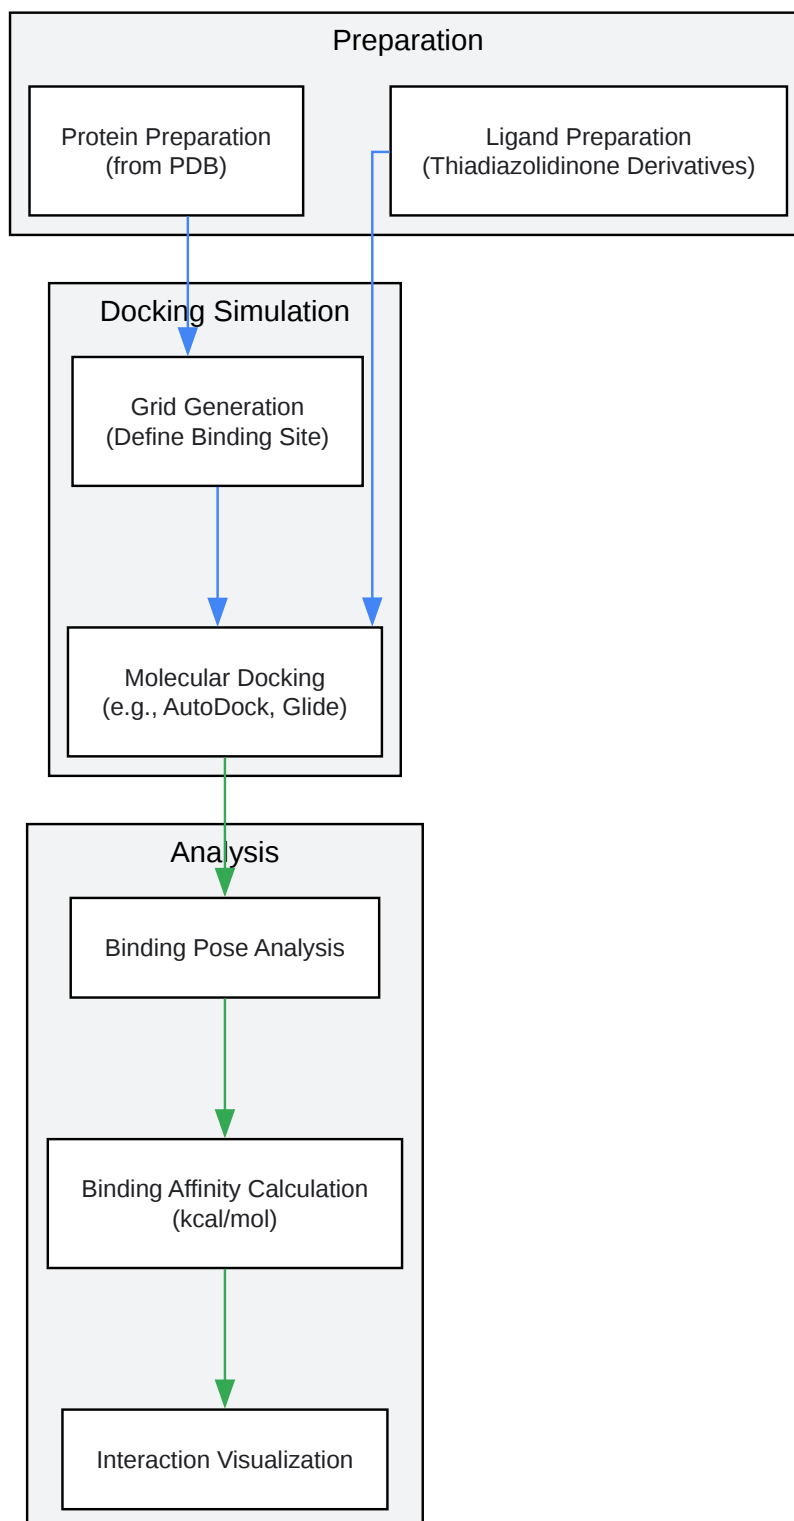 Preparation
Protein Preparation
(from PDB)
Ligand Preparation
(Thiadiazolidinone Derivatives)
Docking Simulation
Grid Generation
(Define Binding Site)
Molecular Docking
(e.g., AutoDock, Glide)
Analysis
Binding Pose Analysis
Binding Affinity Calculation
(kcal/mol)
Interaction Visualization